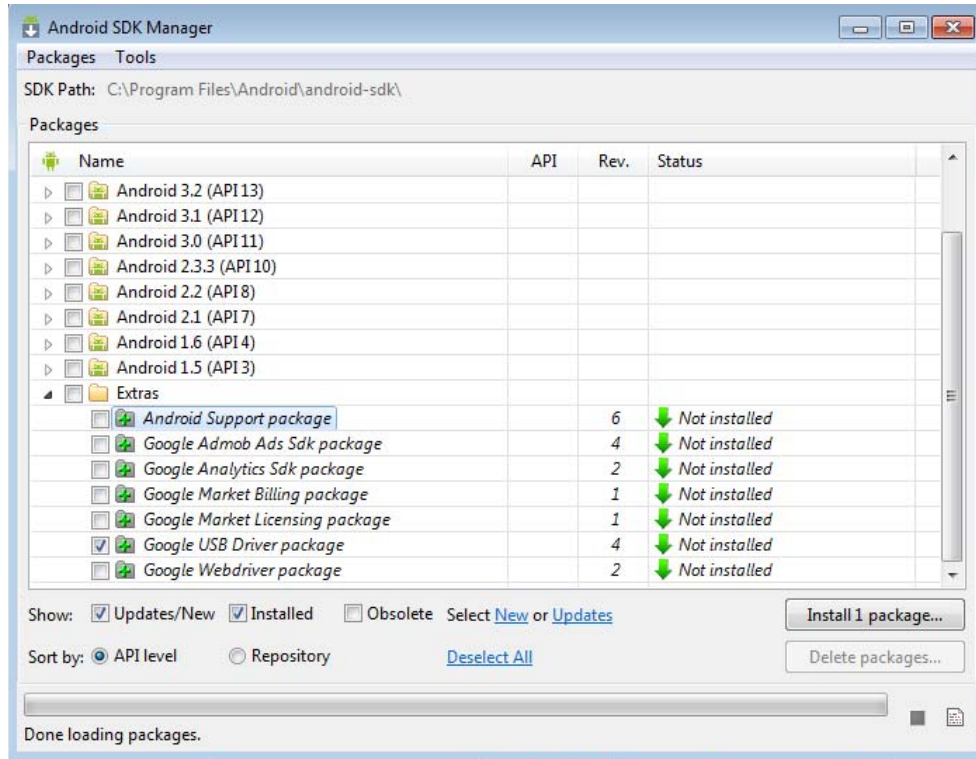 Android SDK Manager
Packages Tools
SDK Path: C:\Program Files\Android\android-sdk\
Packages
Name API Rev. Status
Android 3.2 (API 13)
Android 3.1 (API 12)
Android 3.0 (API 11)
Android 2.3.3 (API 10)
Android 2.2 (API 8)
Android 2.1 (API 7)
Android 1.6 (API 4)
Android 1.5 (API 3)
Extras
Android Support package 6 Not installed
Google Admob Ads Sdk package 4 Not installed
Google Analytics Sdk package 2 Not installed
Google Market Billing package 1 Not installed
Google Market Licensing package 1 Not installed
Google USB Driver package 4 Not installed
Google Webdriver package 2 Not installed
Show: Updates/New Installed Obsolete Select New or Updates Install 1 package...
Sort by: API level Repository Deselect All Delete packages...
Done loading packages.